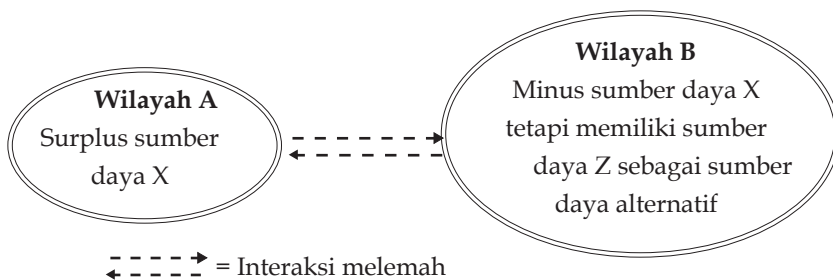 Wilayah A
Surplus sumber
daya X
Wilayah B
Minus sumber daya X
tetapi memiliki sumber
daya Z sebagai sumber
daya alternatif
= Interaksi melemah